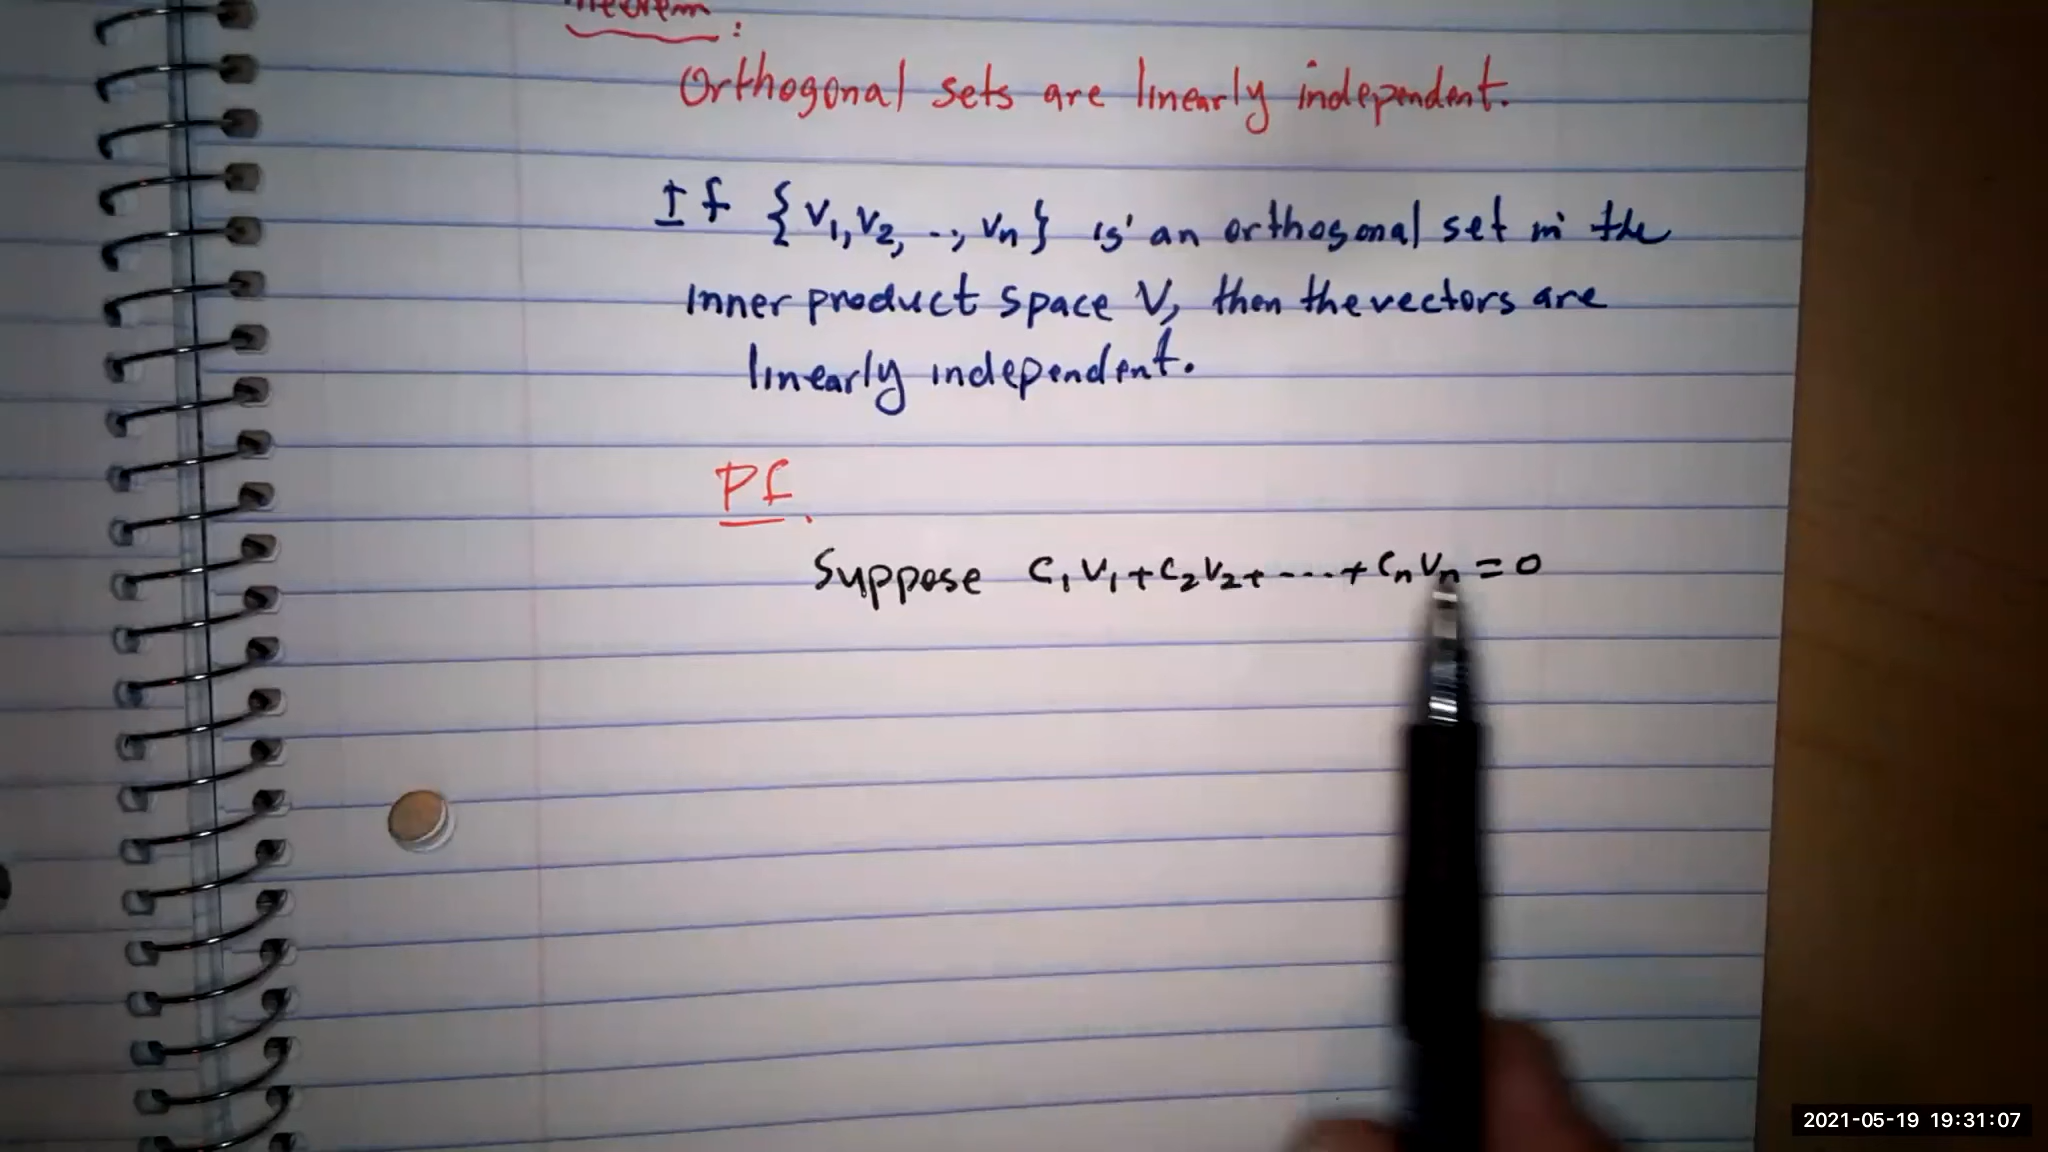 Theorem:
Orthogonal sets are linearly independent.
If {v₁, v₂, .., vₙ} is an orthogonal set in the
inner product space V, then the vectors are
linearly independent.
Pf.
Suppose c₁v₁+c₂v₂+----+cₙvₙ=0
2021-05-19 19:31:07